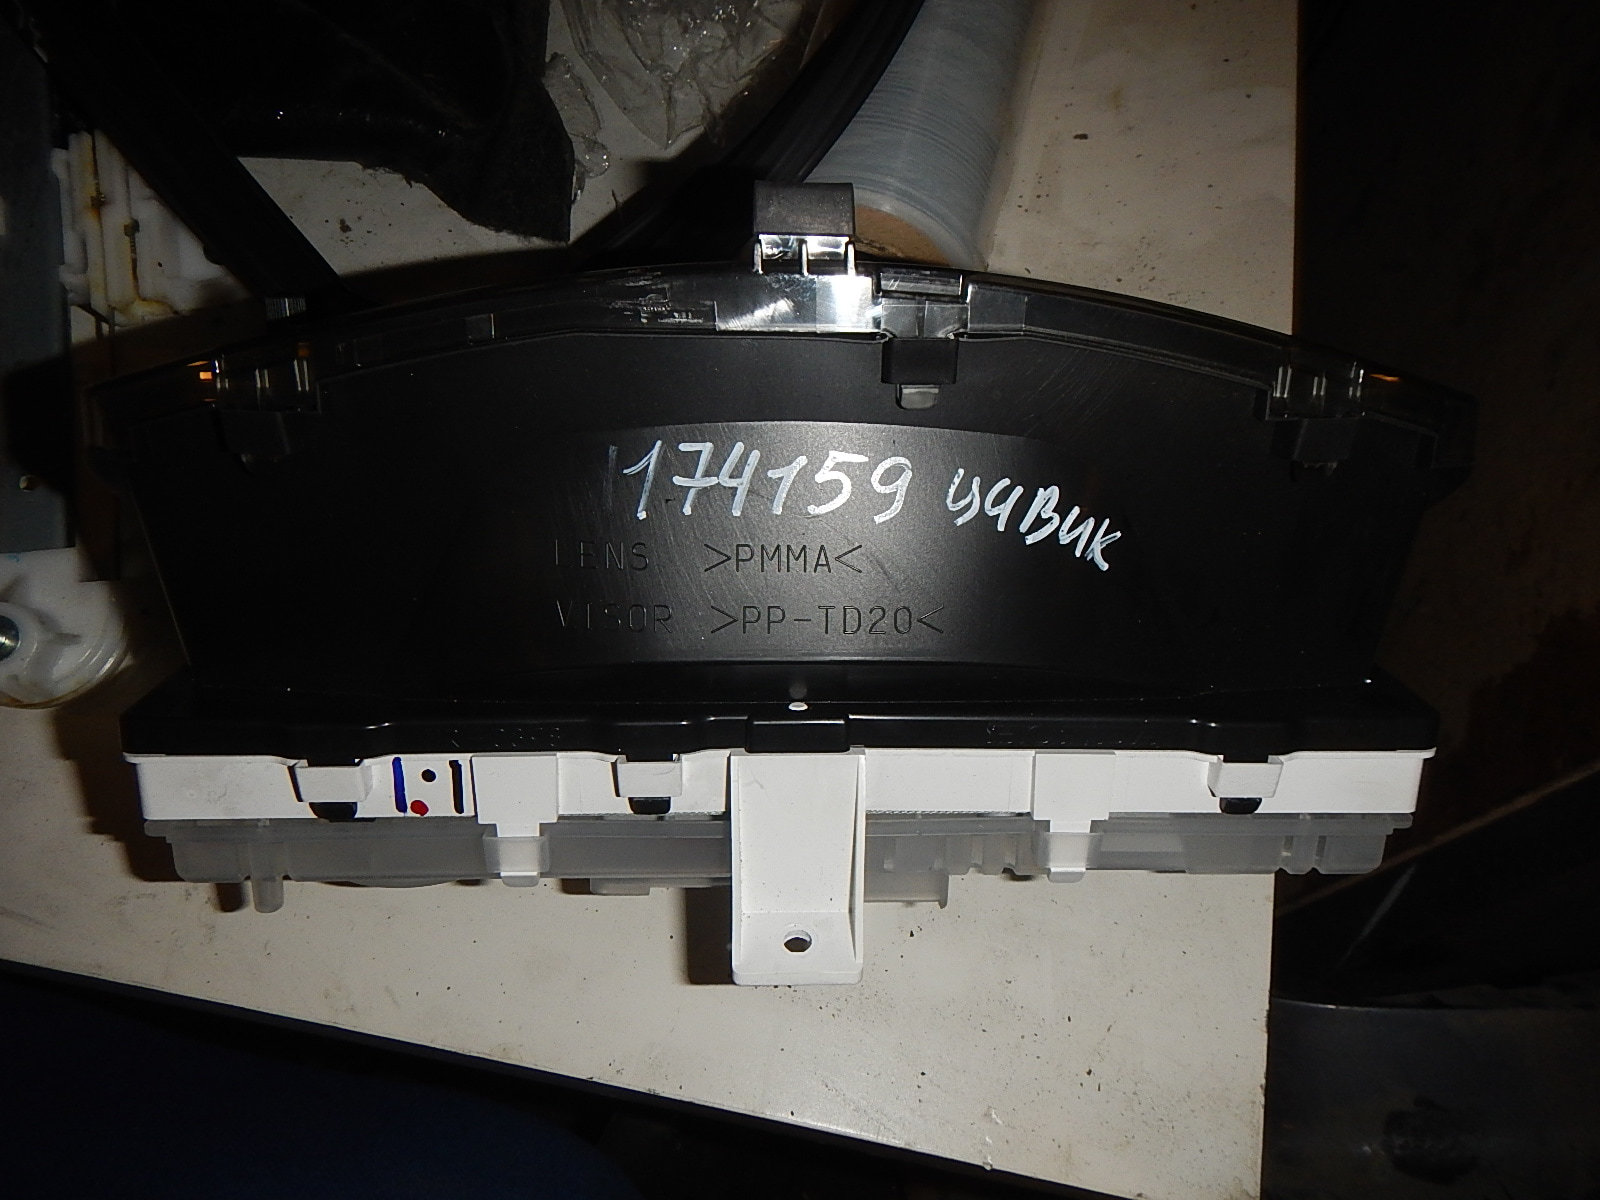 174159 цивик
LENS >PMMA<
VISOR >PP-TD20<